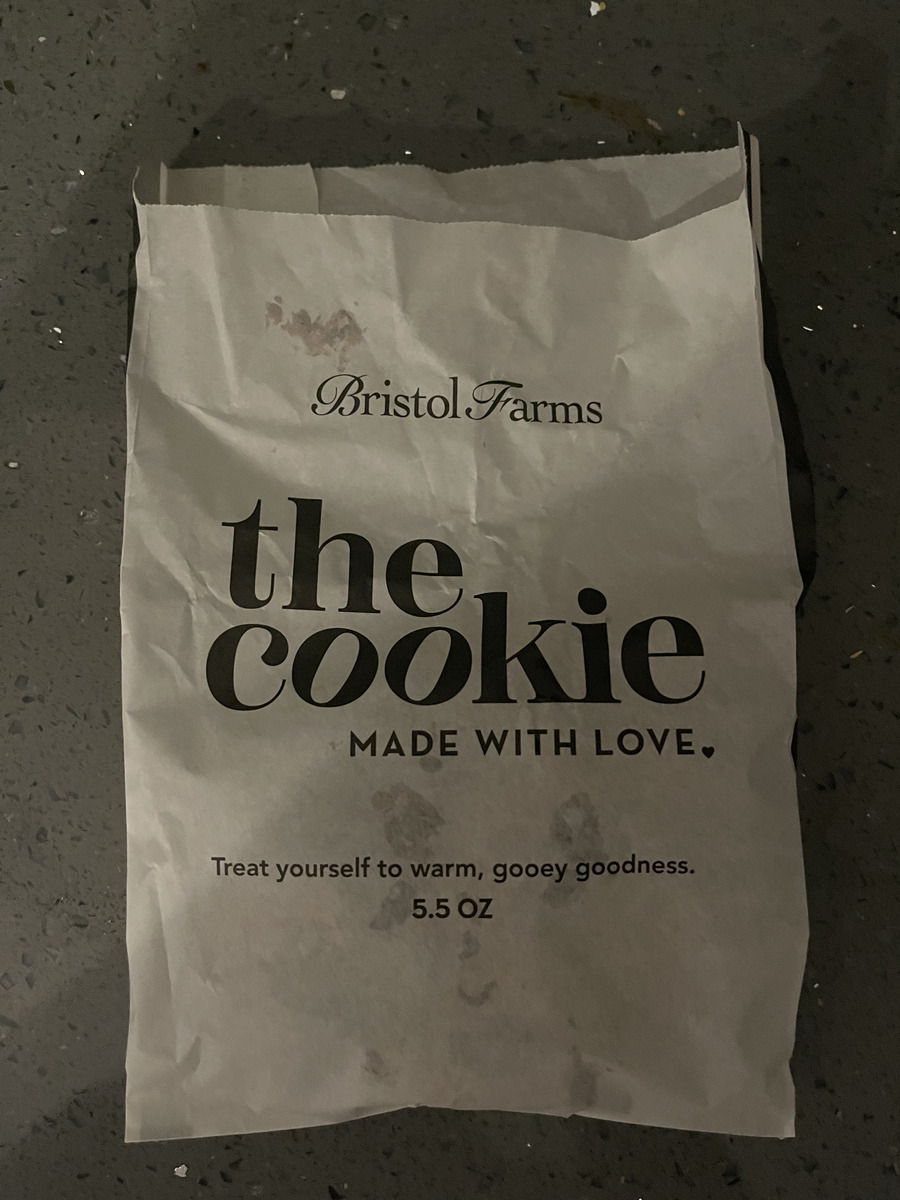 Bristol Farms
the
cookie
MADE WITH LOVE.
Treat yourself to warm, gooey goodness.
5.5 OZ